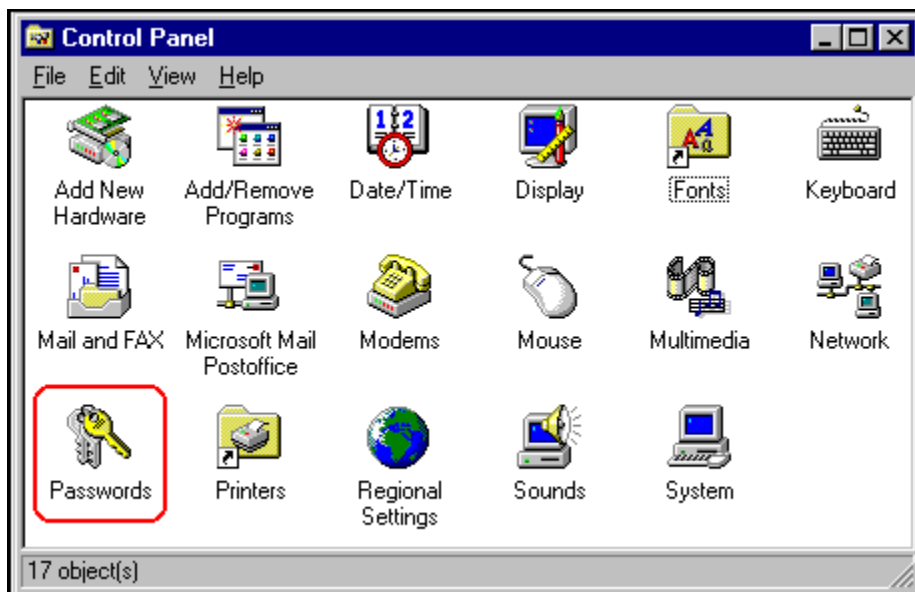 Control Panel
File Edit View Help
Add New Hardware
Add/Remove Programs
Date/Time
Display
Fonts
Keyboard
Mail and FAX
Microsoft Mail Postoffice
Modems
Mouse
Multimedia
Network
Passwords
Printers
Regional Settings
Sounds
System
17 object(s)